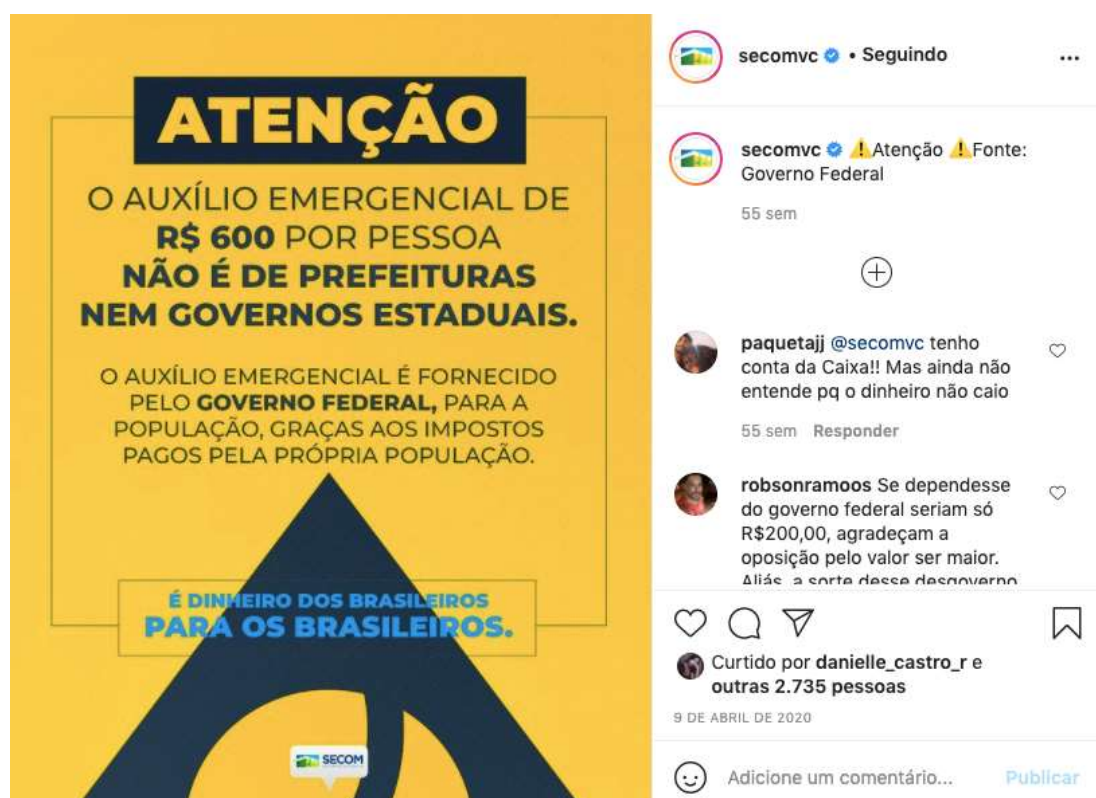 ATENÇÃO
O AUXÍLIO EMERGENCIAL DE
R$ 600 POR PESSOA
NÃO É DE PREFEITURAS
NEM GOVERNOS ESTADUAIS.
O AUXÍLIO EMERGENCIAL É FORNECIDO
PELO GOVERNO FEDERAL, PARA A
POPULAÇÃO, GRAÇAS AOS IMPOSTOS
PAGOS PELA PRÓPRIA POPULAÇÃO.
É DINHEIRO DOS BRASILEIROS
PARA OS BRASILEIROS.
SECOM
secomvc • Seguindo
secomvc ⚠️Atenção ⚠️Fonte:
Governo Federal
55 sem
paquetajj @secomvc tenho
conta da Caixa!! Mas ainda não
entende pq o dinheiro não caio
55 sem Responder
robsonramoos Se dependesse
do governo federal seriam só
R$200,00, agradeçam a
oposição pelo valor ser maior.
Aliás, a sorte desse desgoverno
Curtido por danielle_castro_r e
outras 2.735 pessoas
9 DE ABRIL DE 2020
Adicione um comentário... Publicar